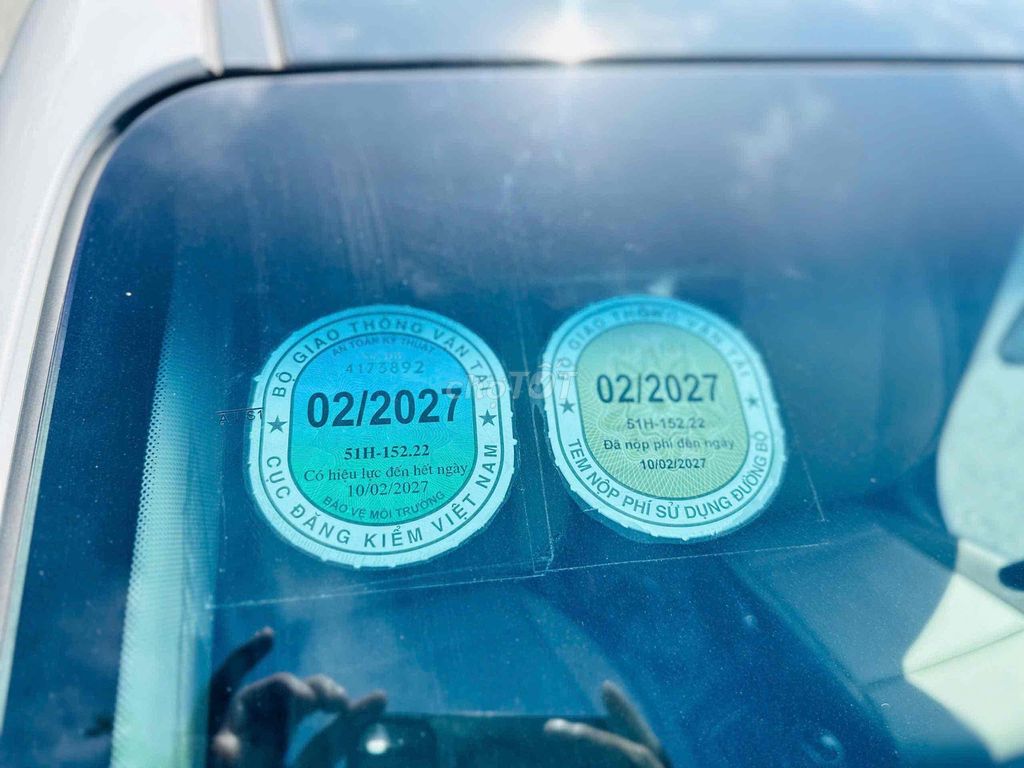 BỘ GIAO THÔNG VẬN TẢI
AN TOÀN KỸ THUẬT
4173892
02/2027
51H-152.22
Có hiệu lực đến hết ngày
10/02/2027
BẢO VỆ MÔI TRƯỜNG
CỤC ĐĂNG KIỂM VIỆT NAM
BỘ GIAO THÔNG VẬN TẢI
02/2027
51H-152.22
Đã nộp phí đến ngày
10/02/2027
TEM NỘP PHÍ SỬ DỤNG ĐƯỜNG BỘ
chợTỐT